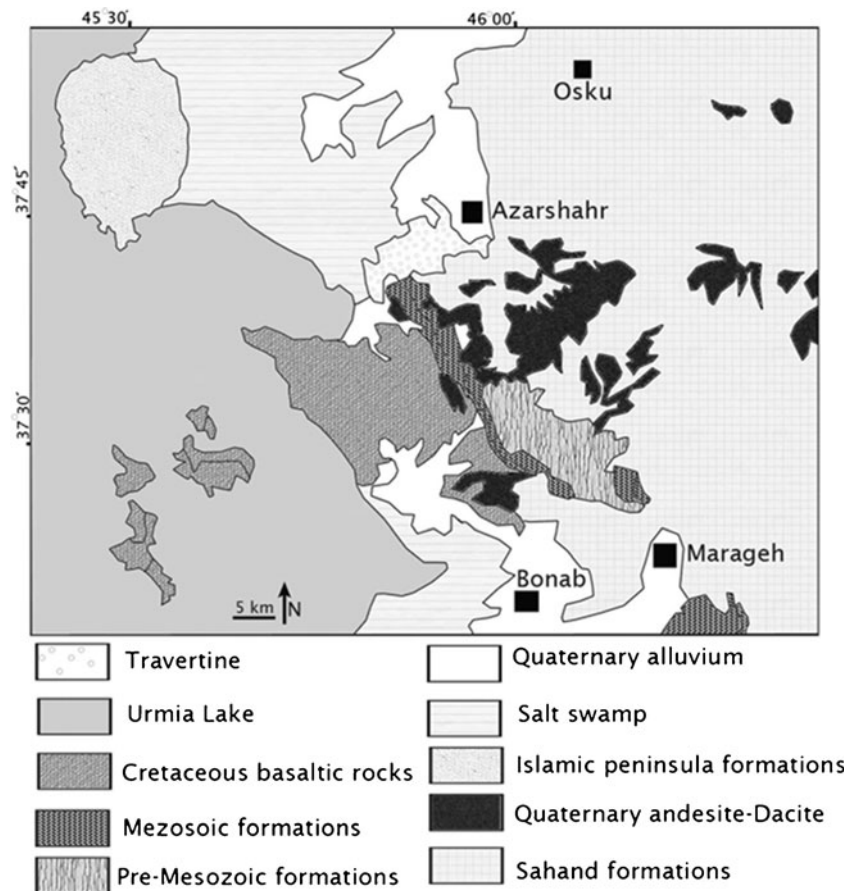 45°30´
46°00´
37°45´
37°30´
Osku
Azarshahr
Marageh
Bonab
5 km
N
Travertine
Quaternary alluvium
Urmia Lake
Salt swamp
Cretaceous basaltic rocks
Islamic peninsula formations
Mezosoic formations
Quaternary andesite-Dacite
Pre-Mesozoic formations
Sahand formations